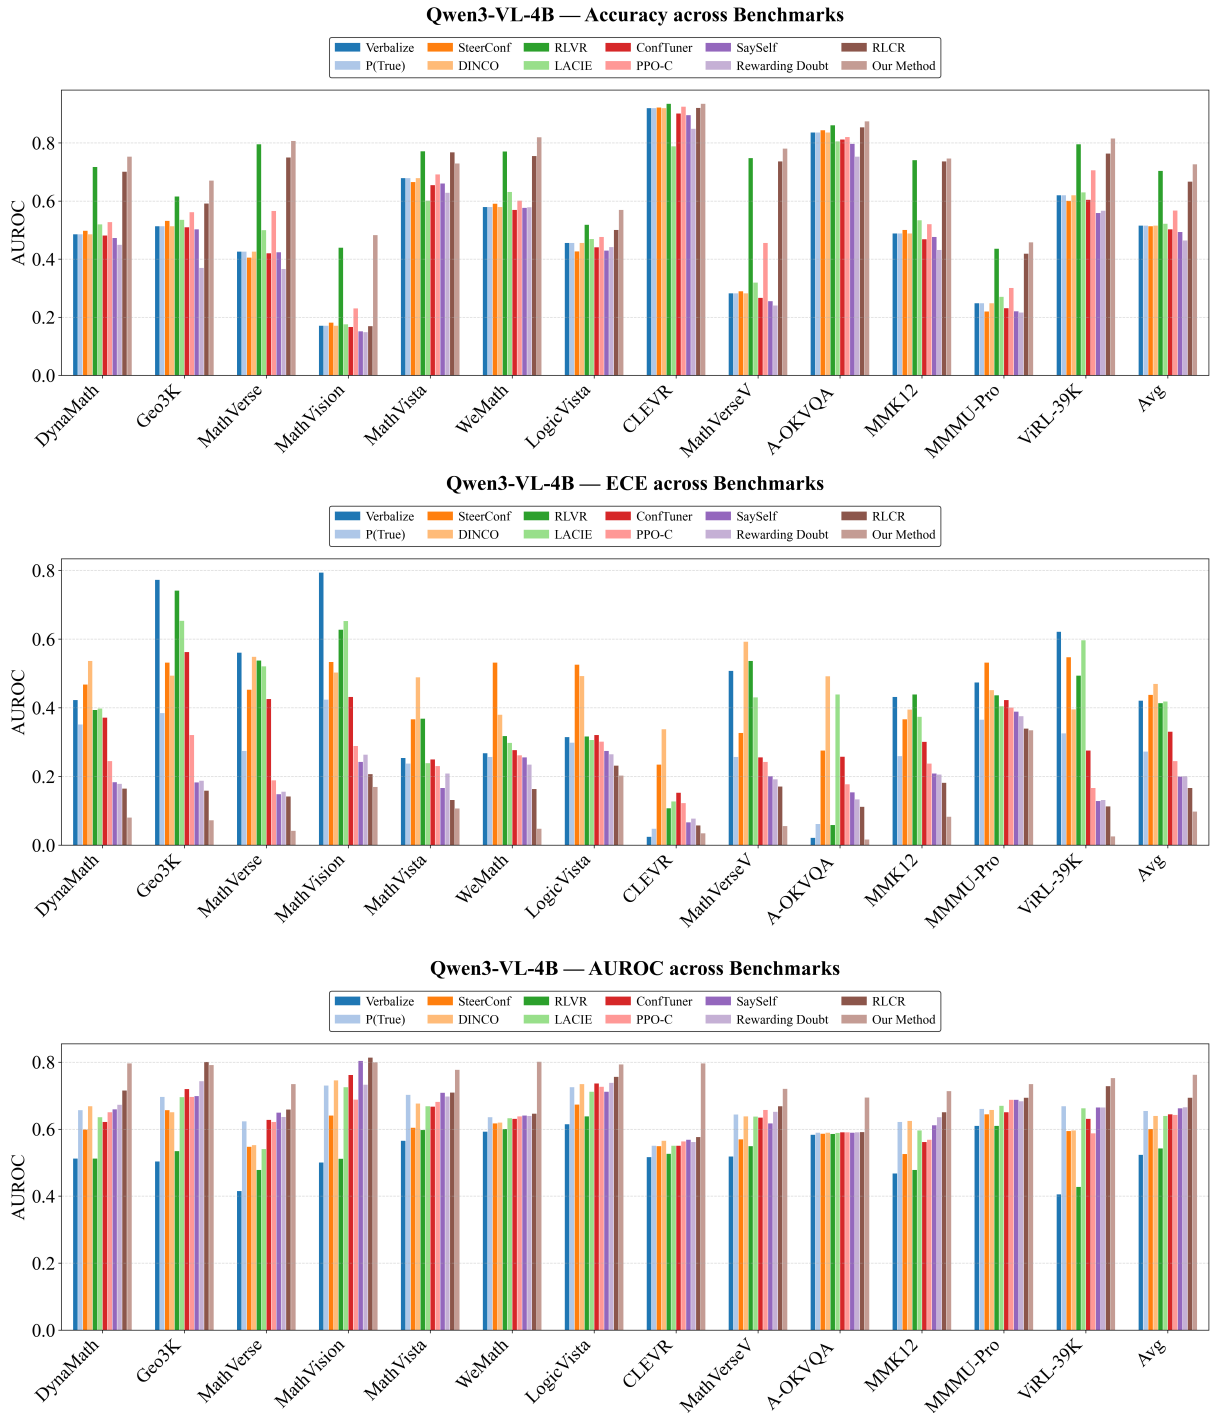 Qwen3-VL-4B — Accuracy across Benchmarks
Verbalize SteerConf RLVR ConfTuner SaySelf RLCR
P(True) DINCO LACIE PPO-C Rewarding Doubt Our Method
AUROC
0.8
0.6
0.4
0.2
0.0
DynaMath Geo3K MathVerse MathVision MathVista WeMath LogicVista CLEVR MathVerseV A-OKVQA MMK12 MMMU-Pro ViRL-39K Avg
Qwen3-VL-4B — ECE across Benchmarks
Verbalize SteerConf RLVR ConfTuner SaySelf RLCR
P(True) DINCO LACIE PPO-C Rewarding Doubt Our Method
AUROC
0.8
0.6
0.4
0.2
0.0
DynaMath Geo3K MathVerse MathVision MathVista WeMath LogicVista CLEVR MathVerseV A-OKVQA MMK12 MMMU-Pro ViRL-39K Avg
Qwen3-VL-4B — AUROC across Benchmarks
Verbalize SteerConf RLVR ConfTuner SaySelf RLCR
P(True) DINCO LACIE PPO-C Rewarding Doubt Our Method
AUROC
0.8
0.6
0.4
0.2
0.0
DynaMath Geo3K MathVerse MathVision MathVista WeMath LogicVista CLEVR MathVerseV A-OKVQA MMK12 MMMU-Pro ViRL-39K Avg